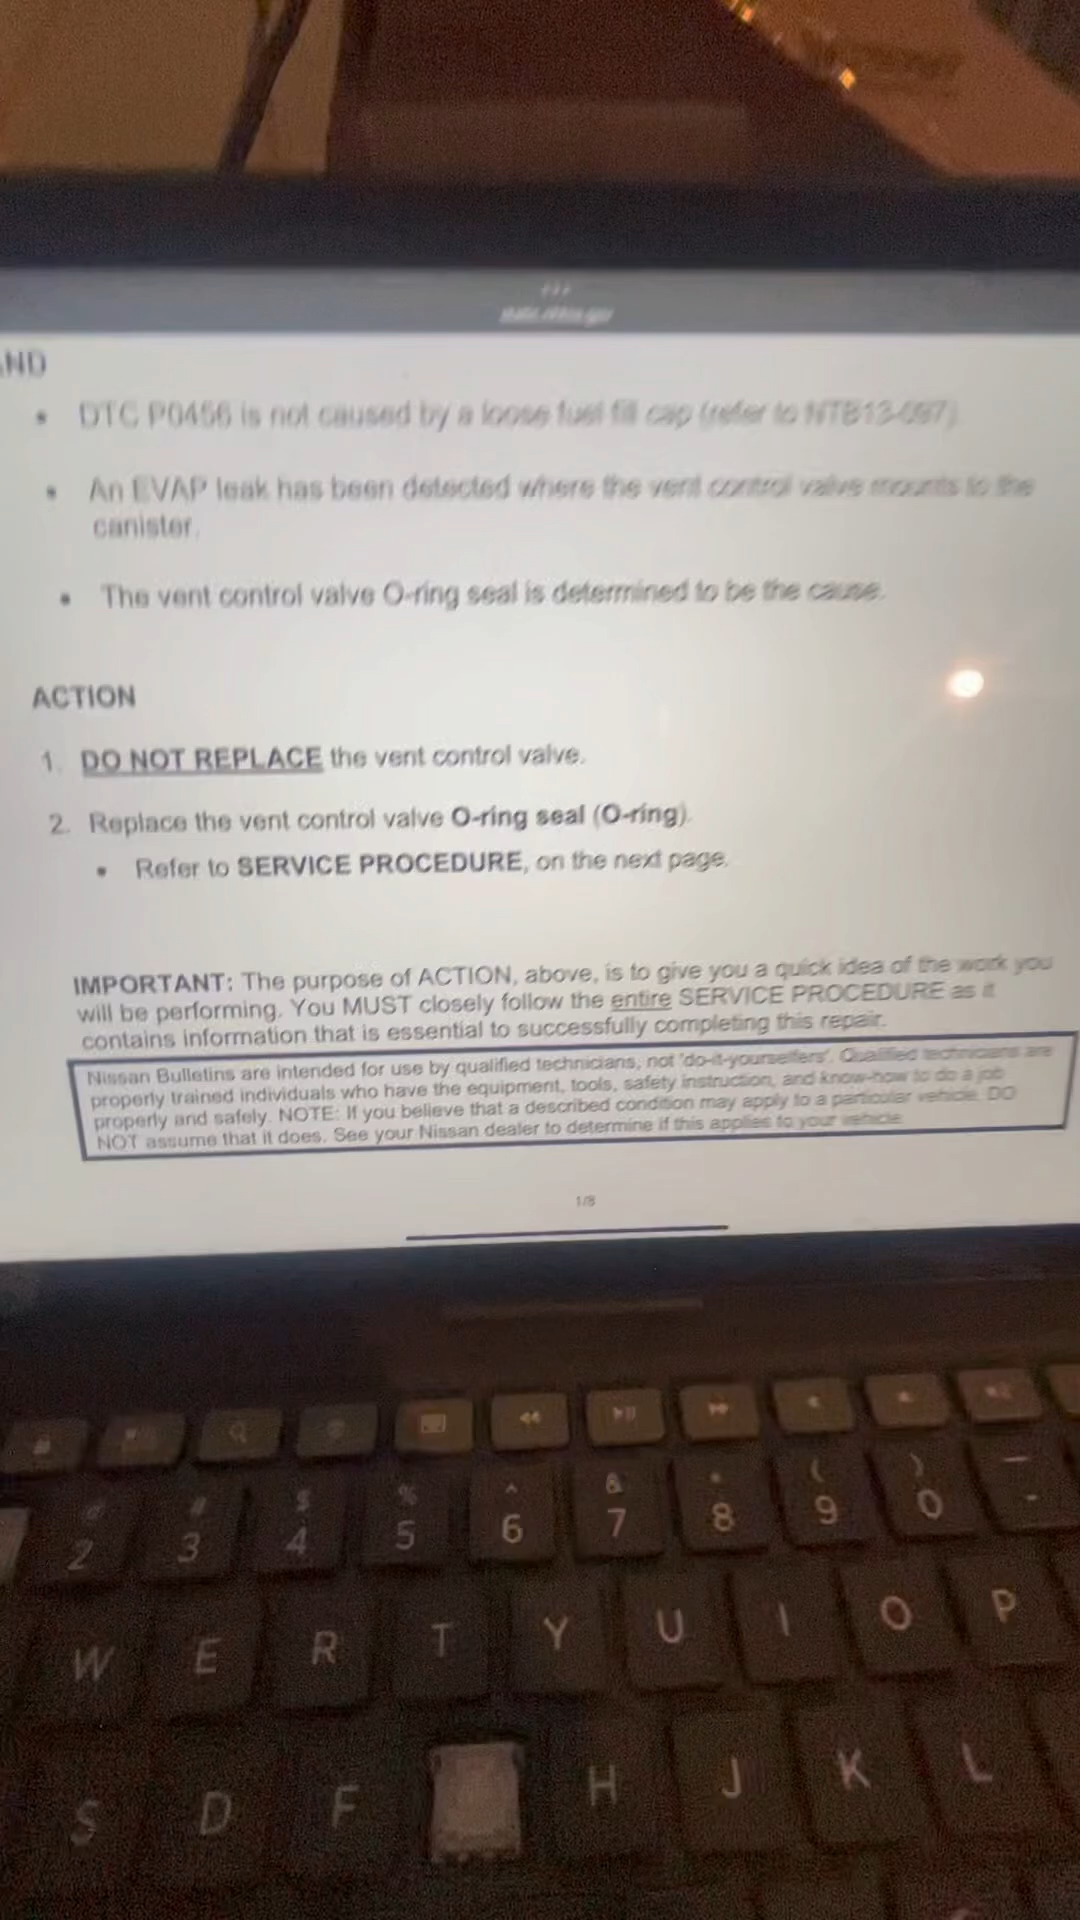 AND
• DTC P0456 is not caused by a loose fuel fill cap (refer to NTB13-097)
• An EVAP leak has been detected where the vent control valve mounts to the
canister.
• The vent control valve O-ring seal is determined to be the cause.
ACTION
1. DO NOT REPLACE the vent control valve.
2. Replace the vent control valve O-ring seal (O-ring).
• Refer to SERVICE PROCEDURE, on the next page.
IMPORTANT: The purpose of ACTION, above, is to give you a quick idea of the work you
will be performing. You MUST closely follow the entire SERVICE PROCEDURE as it
contains information that is essential to successfully completing this repair.
Nissan Bulletins are intended for use by qualified technicians, not 'do-it-yourselfers'. Qualified technicians are
properly trained individuals who have the equipment, tools, safety instruction, and know-how to do a job
properly and safely. NOTE: If you believe that a described condition may apply to a particular vehicle, DO
NOT assume that it does. See your Nissan dealer to determine if this applies to your vehicle.
1/8
# $ % ^ & * ( ) —
2 3 4 5 6 7 8 9 0 -
W E R T Y U I O P
S D F H J K L